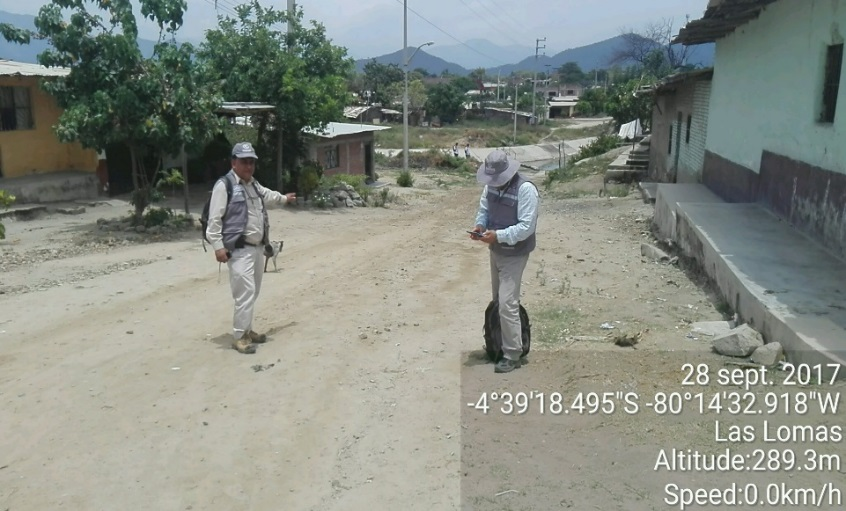 28 sept. 2017
-4°39'18.495"S -80°14'32.918"W
Las Lomas
Altitude:289.3m
Speed:0.0km/h